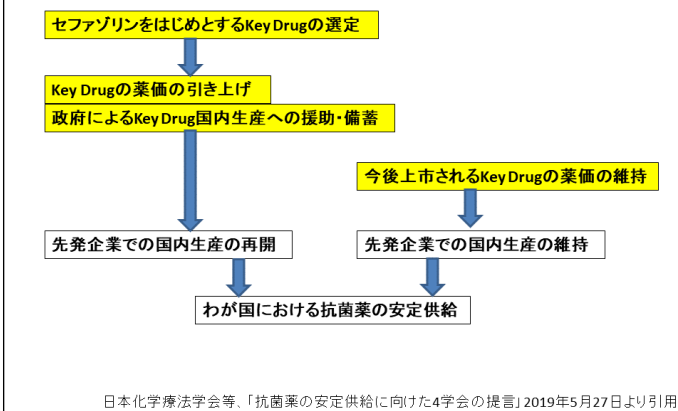 セファゾリンをはじめとするKey Drugの選定
Key Drugの薬価の引き上げ
政府によるKey Drug国内生産への援助・備蓄
今後上市されるKey Drugの薬価の維持
先発企業での国内生産の再開
先発企業での国内生産の維持
わが国における抗菌薬の安定供給
日本化学療法学会等、「抗菌薬の安定供給に向けた4学会の提言」2019年5月27日より引用